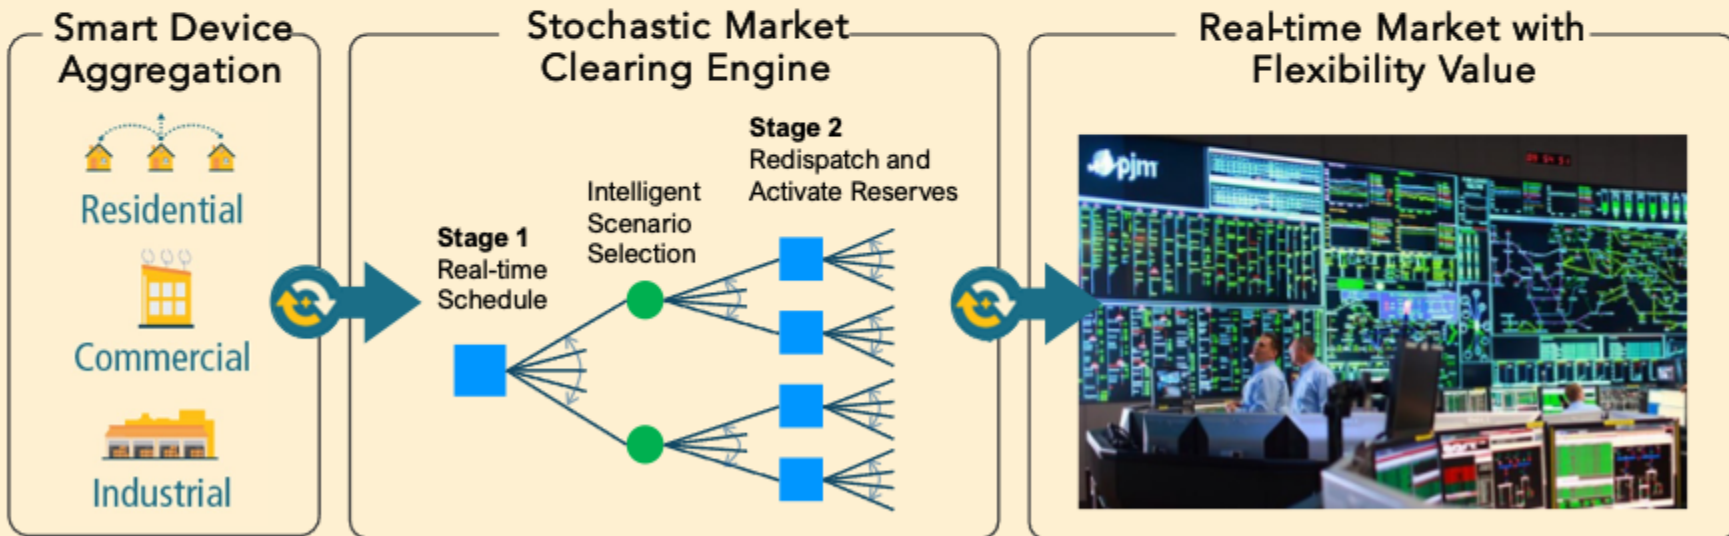 Smart Device
Aggregation
Residential
Commercial
Industrial
Stochastic Market
Clearing Engine
Stage 1
Real-time
Schedule
Intelligent
Scenario
Selection
Stage 2
Redispatch and
Activate Reserves
Real-time Market with
Flexibility Value
pjm